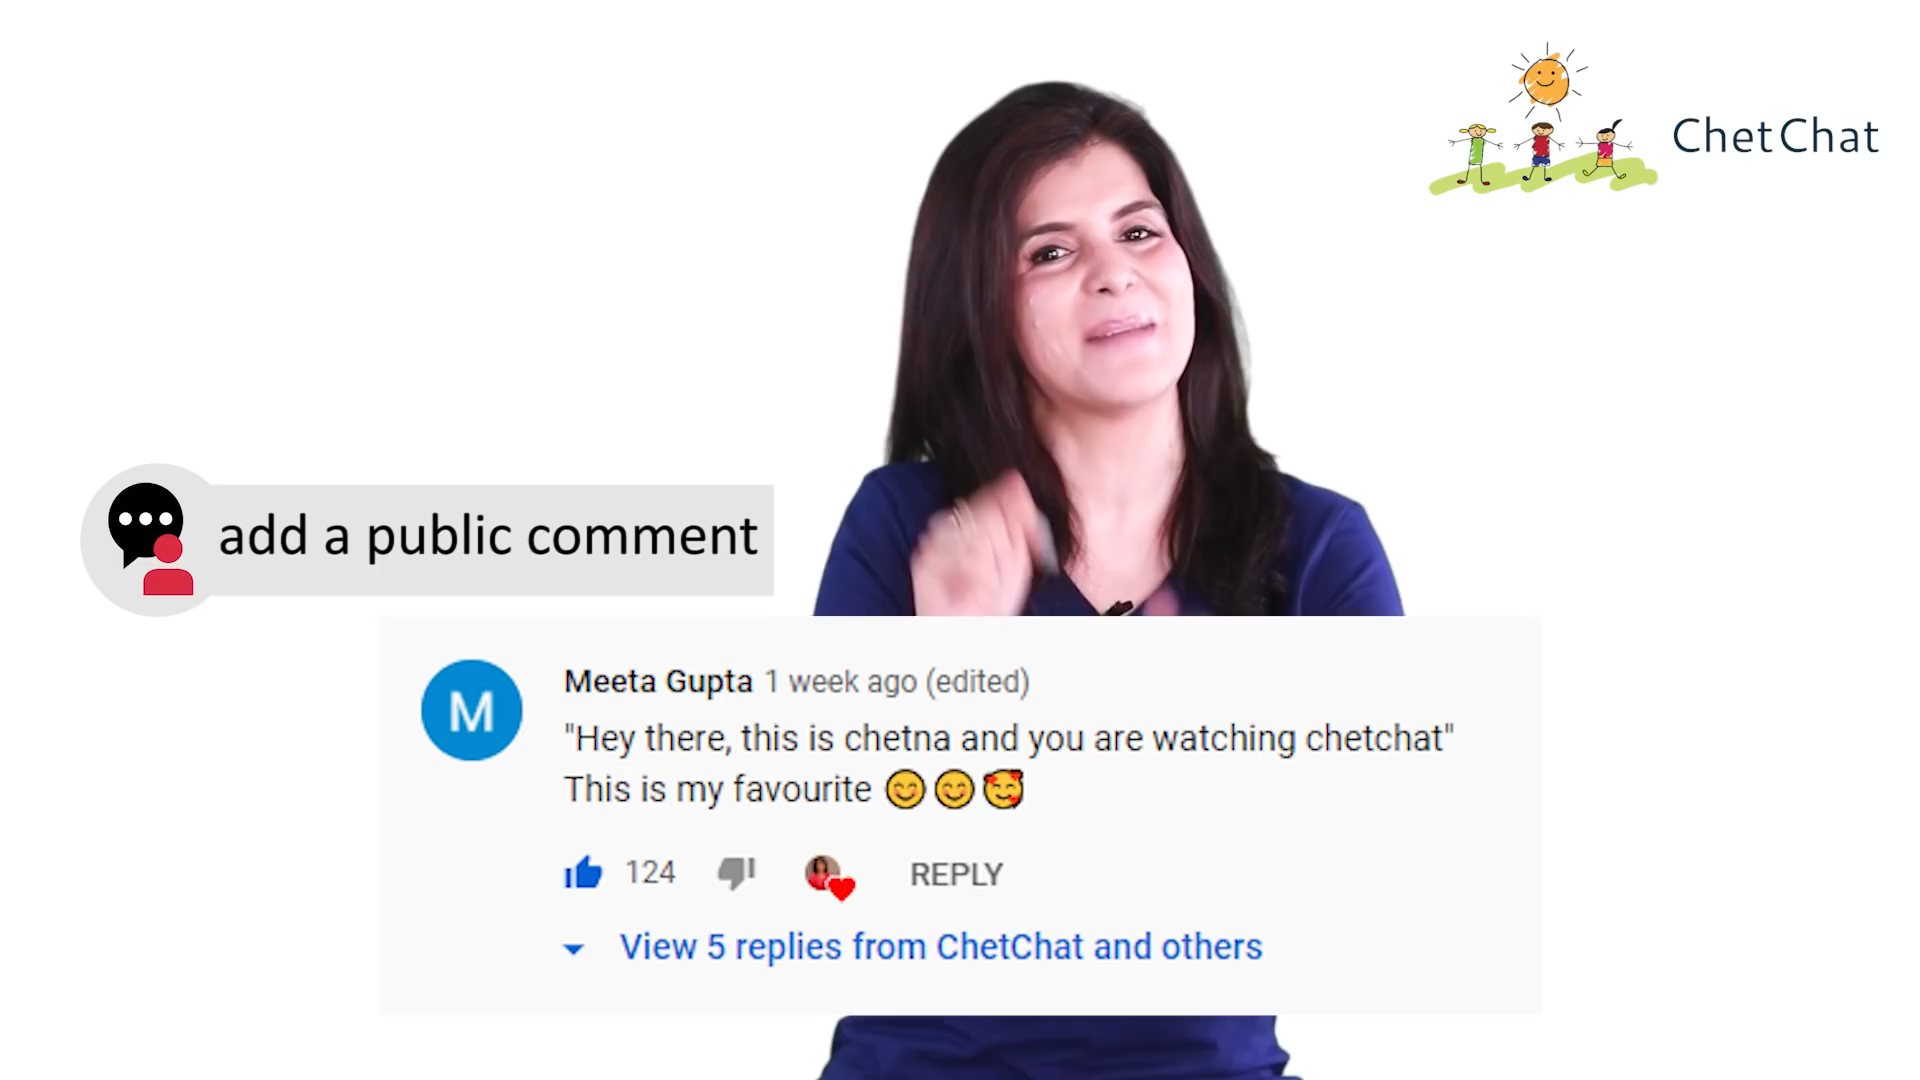 ChetChat
add a public comment
M
Meeta Gupta 1 week ago (edited)
"Hey there, this is chetna and you are watching chetchat"
This is my favourite 😊😊🥰
124 REPLY
View 5 replies from ChetChat and others